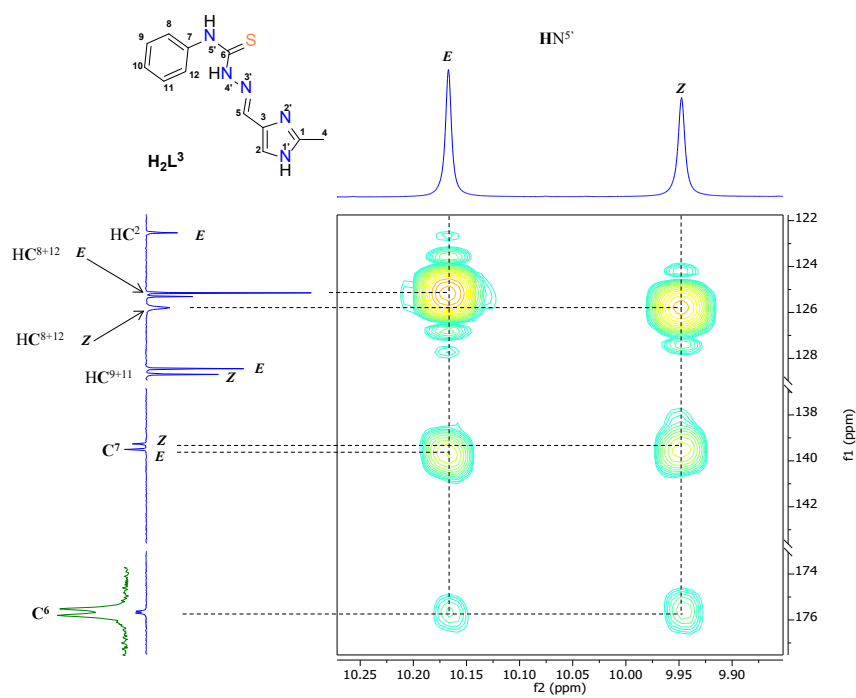 8
H
9
7
N
S
5'
6
10
12
HN
N
3'
11
4'
5
2'
3
N
1
4
2
N
1'
H
H₂L³
E
HN⁵'
Z
HC² E
HC⁸⁺¹² E
HC⁸⁺¹² Z
HC⁹⁺¹¹ E
Z
C⁷ Z
E
C⁶
122
124
126
128
138
140
142
174
176
f1 (ppm)
10.25 10.20 10.15 10.10 10.05 10.00 9.95 9.90
f2 (ppm)